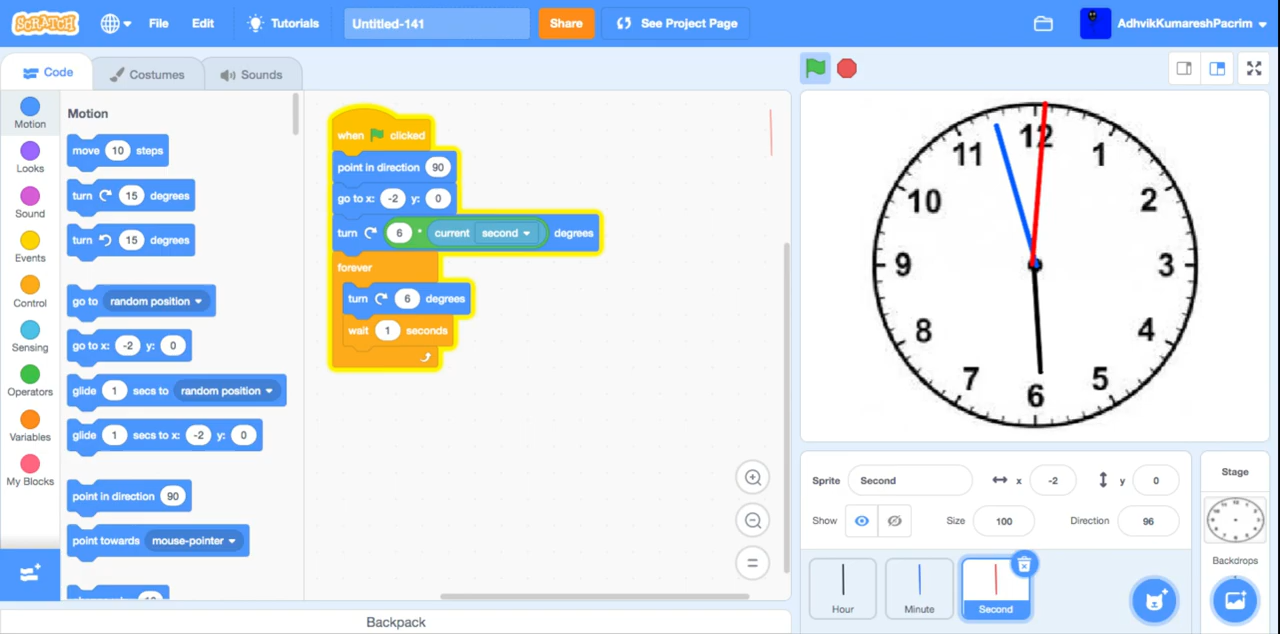 SCRATCH File Edit Tutorials Untitled-141 Share See Project Page AdhvikKumareshPacrim
Code Costumes Sounds
Motion
Looks
Sound
Events
Control
Sensing
Operators
Variables
My Blocks
Motion
move 10 steps
turn 15 degrees
turn 15 degrees
go to random position
go to x: -2 y: 0
glide 1 secs to random position
glide 1 secs to x: -2 y: 0
point in direction 90
point towards mouse-pointer
when clicked
point in direction 90
go to x: -2 y: 0
turn 6 * current second degrees
forever
turn 6 degrees
wait 1 seconds
12
11 1
10 2
9 3
8 4
7 5
6
Sprite Second x -2 y 0
Show Size 100 Direction 96
Hour Minute Second
Stage
Backdrops
Backpack